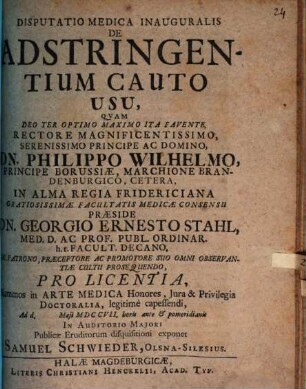 24
DISPUTATIO MEDICA INAUGURALIS
DE
ADSTRINGEN-
TIUM CAUTO
USU,
QVAM
DEO TER OPTIMO MAXIMO ITA FAVENTE,
RECTORE MAGNIFICENTISSIMO,
SERENISSIMO PRINCIPE AC DOMINO,
DN. PHILIPPO WILHELMO,
PRINCIPE BORUSSIÆ, MARCHIONE BRAN-
DENBURGICO, CETERA,
IN ALMA REGIA FRIDERICIANA
GRATIOSISSIMÆ FACULTATIS MEDICÆ CONSENSU
PRÆSIDE
DN. GEORGIO ERNESTO STAHL,
MED. D. AC PROF. PUBL. ORDINAR.
h.t. FACULT. DECANO,
PATRONO, PRÆCEPTORE AC PROMOTORE SUO OMNI OBSERVAN-
TIÆ CULTU PROSEQUENDO,
PRO LICENTIA,
Summos in ARTE MEDICA Honores, Jura & Privilegia
DOCTORALIA, legitime capessendi,
Ad d. Maji MDCCVII. horis ante & pomeridianis
IN AUDITORIO MAJORI
Publicæ Eruditorum disquisitioni exponet
SAMUEL SCHWIEDER, OLSNA-SILESIUS.
HALÆ MAGDEBURGICÆ,
LITERIS CHRISTIANI HENCKELII, ACAD. TYP.